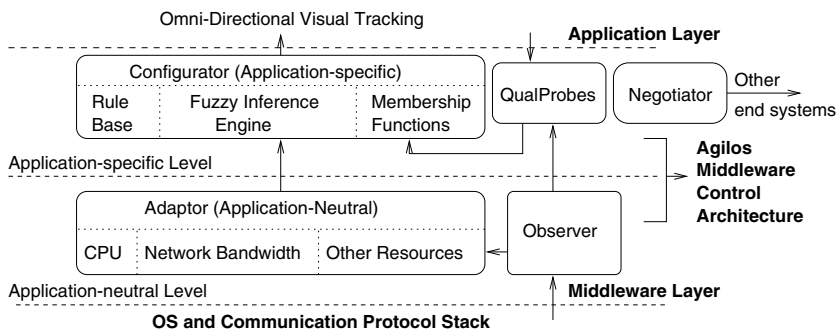 Omni-Directional Visual Tracking
Application Layer
Configurator (Application-specific)
Rule Base
Fuzzy Inference Engine
Membership Functions
QualProbes
Negotiator
Other
end systems
Application-specific Level
Agilos
Middleware
Control
Architecture
Adaptor (Application-Neutral)
CPU
Network Bandwidth
Other Resources
Observer
Application-neutral Level
Middleware Layer
OS and Communication Protocol Stack